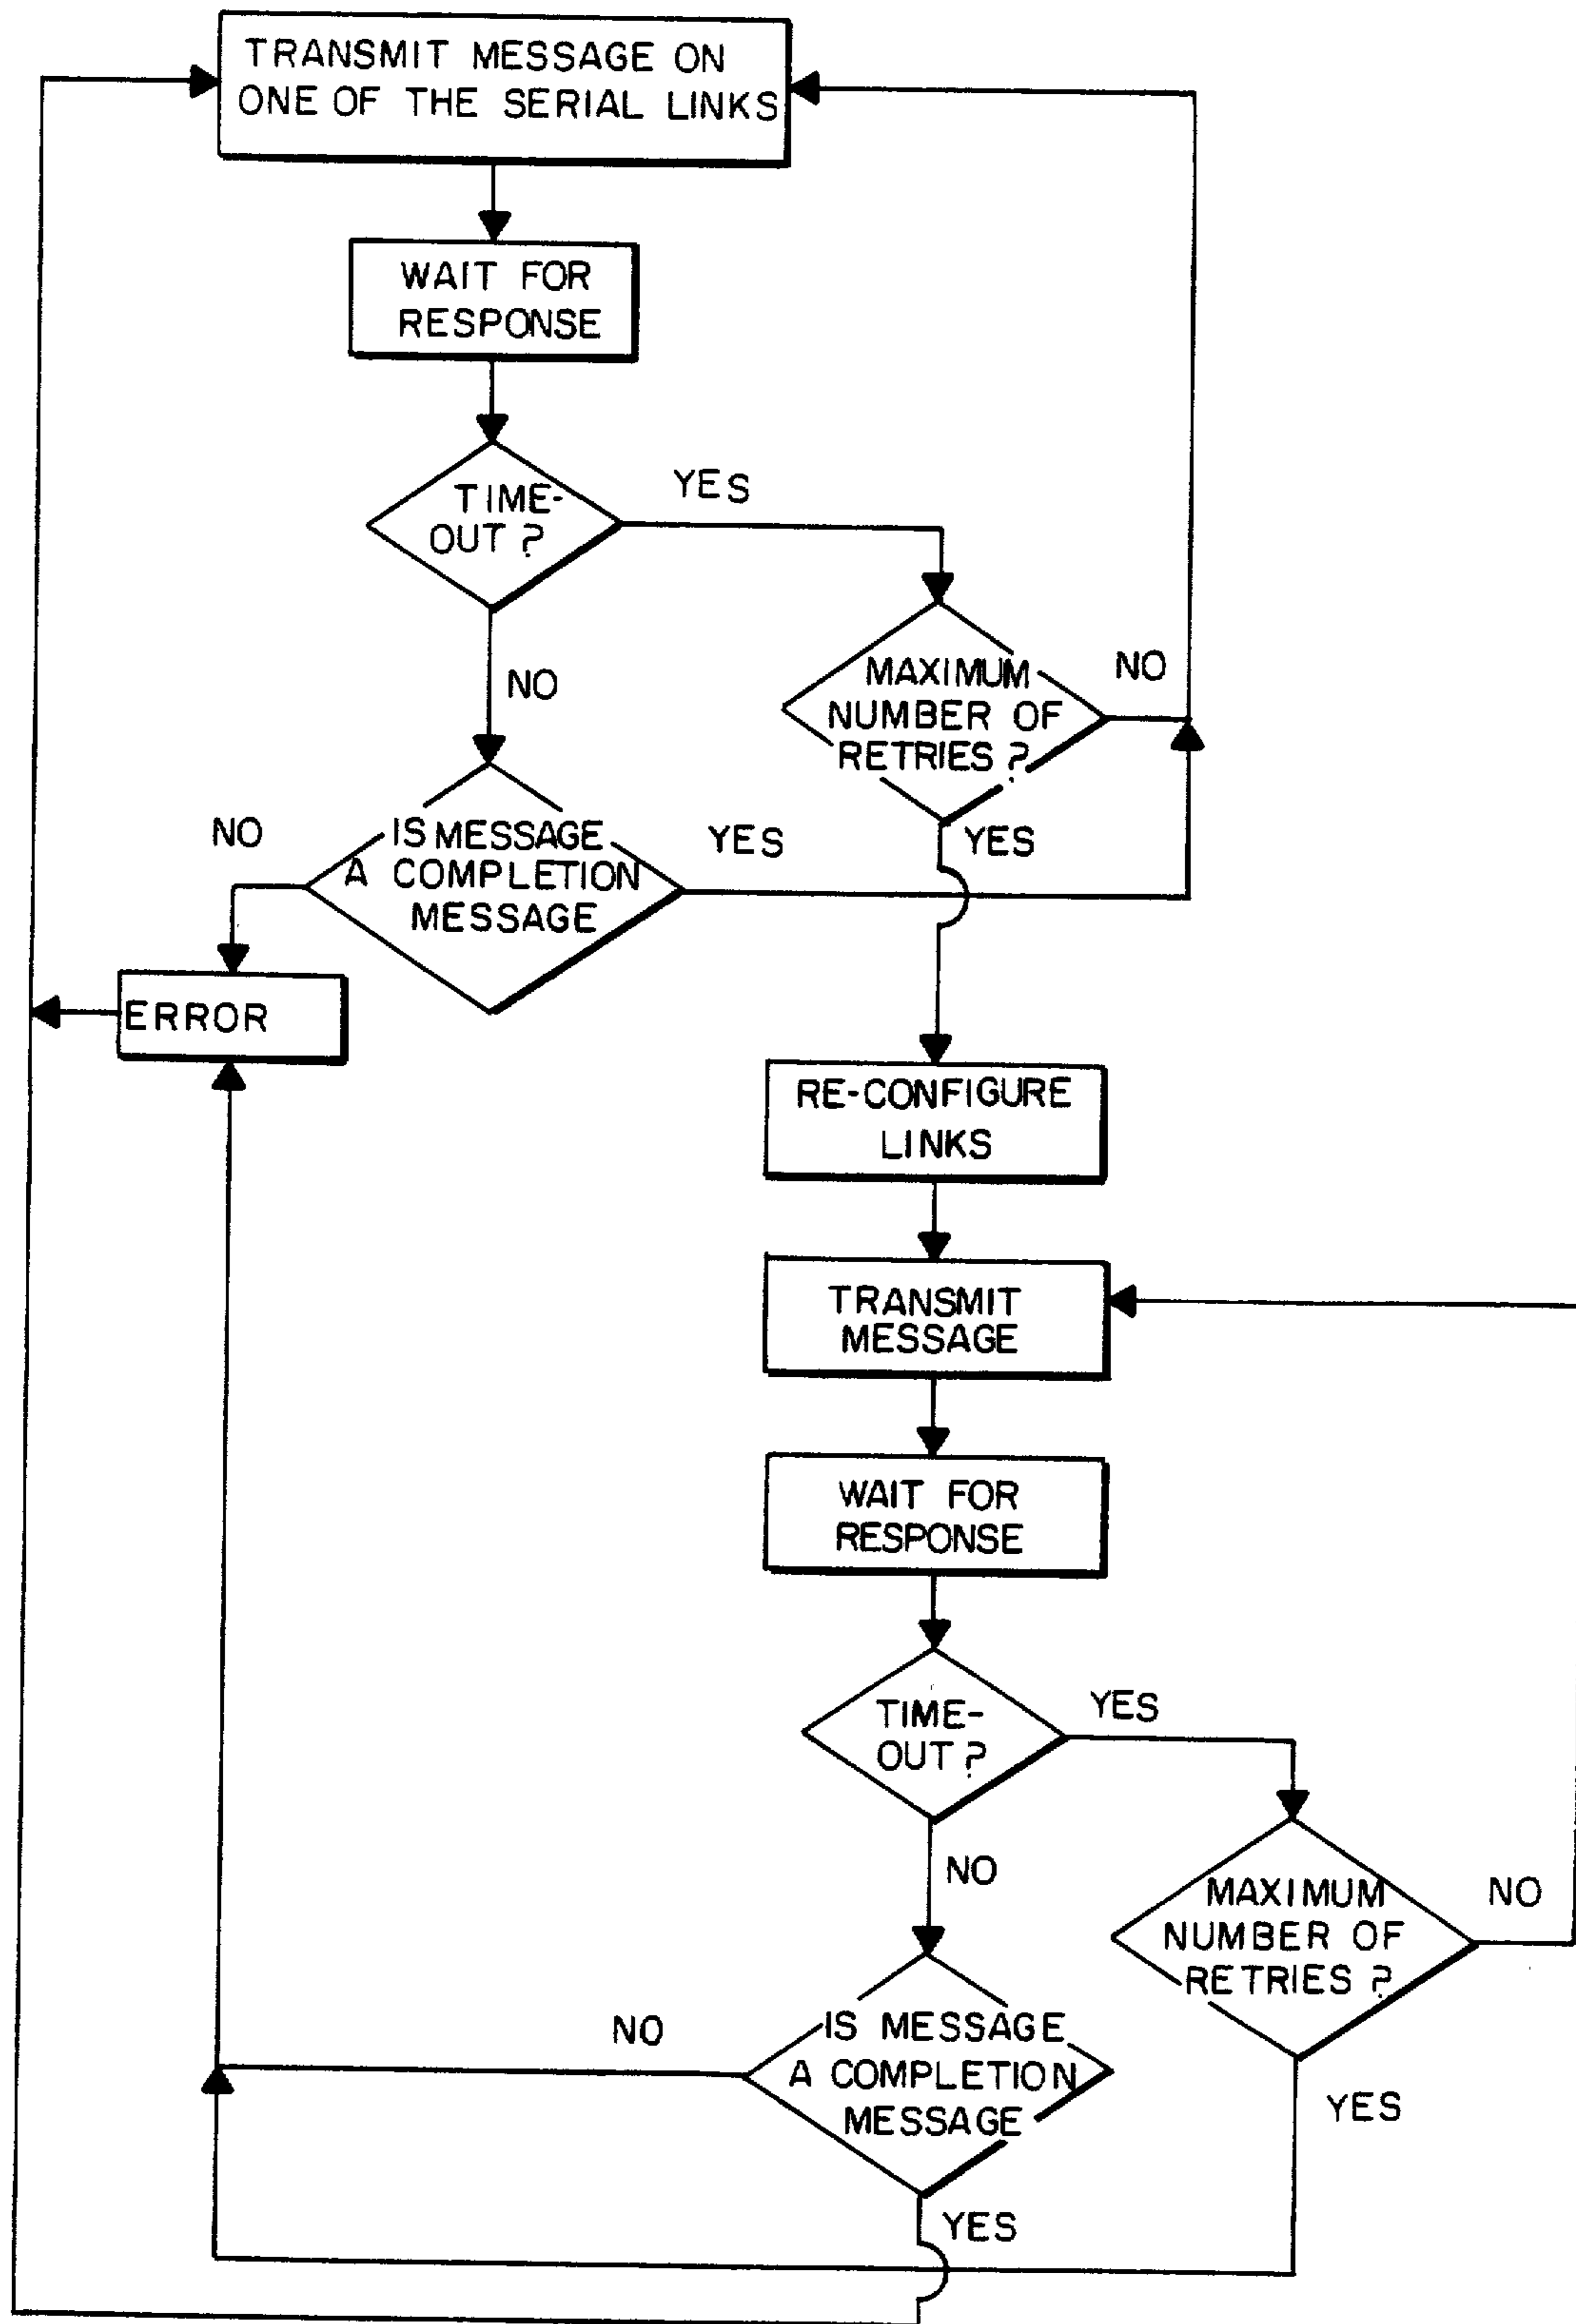 TRANSMIT MESSAGE ON
ONE OF THE SERIAL LINKS
WAIT FOR
RESPONSE
TIME-
OUT ?
YES
NO
MAXIMUM
NUMBER OF
RETRIES ?
NO
YES
IS MESSAGE
A COMPLETION
MESSAGE
NO
YES
ERROR
RE-CONFIGURE
LINKS
TRANSMIT
MESSAGE
WAIT FOR
RESPONSE
TIME-
OUT ?
YES
NO
MAXIMUM
NUMBER OF
RETRIES ?
NO
YES
IS MESSAGE
A COMPLETION
MESSAGE
NO
YES